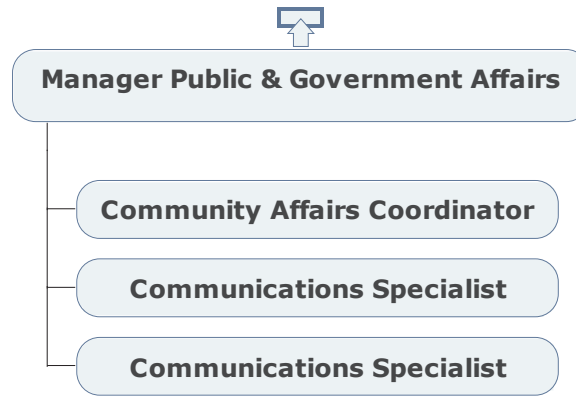 Manager Public & Government Affairs
Community Affairs Coordinator
Communications Specialist
Communications Specialist